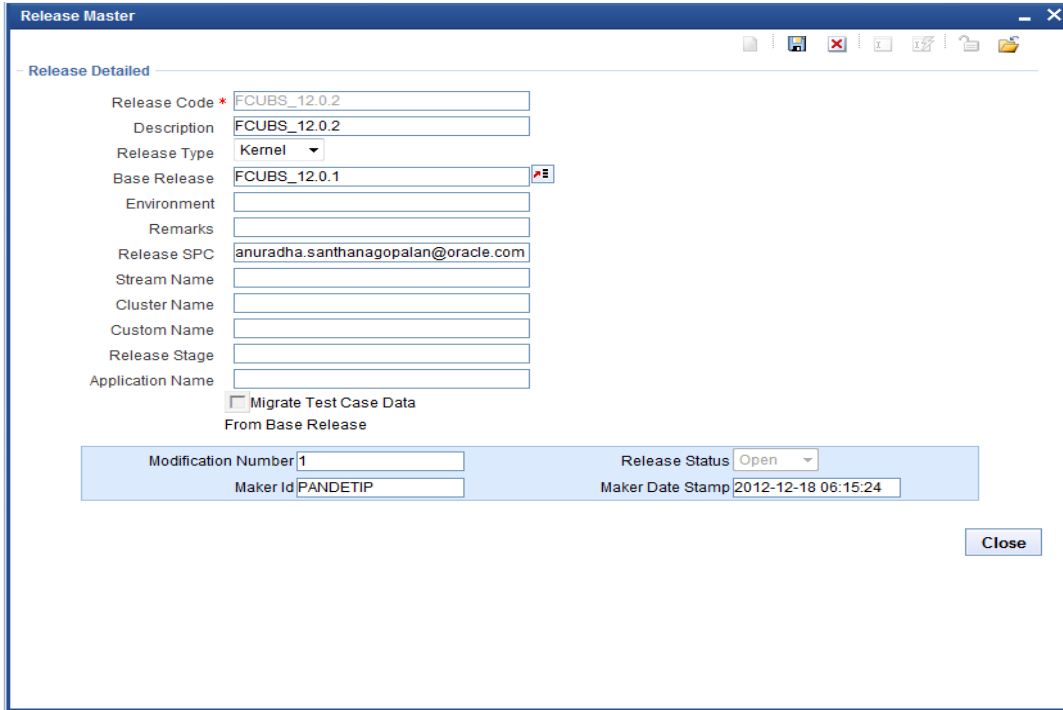 Release Master
Release Detailed
Release Code * FCUBS_12.0.2
Description FCUBS_12.0.2
Release Type Kernel
Base Release FCUBS_12.0.1
Environment
Remarks
Release SPC anuradha.santhanagopalan@oracle.com
Stream Name
Cluster Name
Custom Name
Release Stage
Application Name
Migrate Test Case Data
From Base Release
Modification Number 1 Release Status Open
Maker Id PANDETIP Maker Date Stamp 2012-12-18 06:15:24
Close